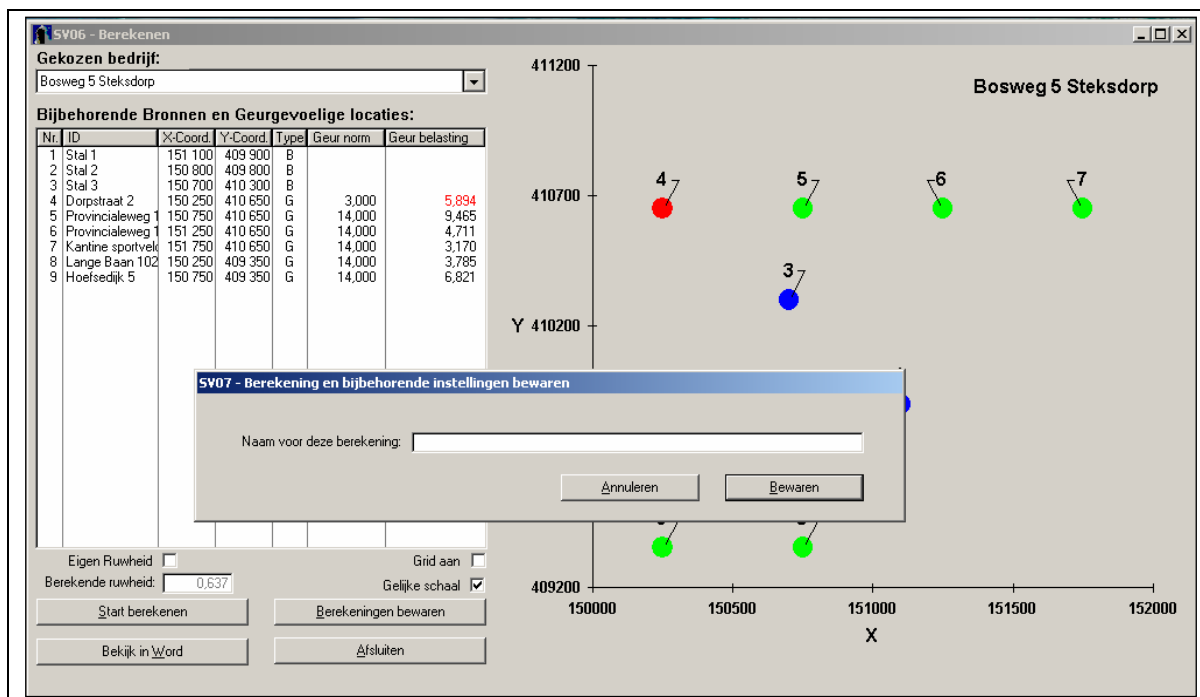 SV06 - Berekenen
Gekozen bedrijf:
Bosweg 5 Steksdorp
Bijbehorende Bronnen en Geurgevoelige locaties:
Nr. ID X-Coord. Y-Coord. Type Geur norm Geur belasting
1 Stal 1 151 100 409 900 B
2 Stal 2 150 800 409 800 B
3 Stal 3 150 700 410 300 B
4 Dorpstraat 2 150 250 410 650 G 3,000 5,894
5 Provincialeweg 1 150 750 410 650 G 14,000 9,465
6 Provincialeweg 1 151 250 410 650 G 14,000 4,711
7 Kantine sportveld 151 750 410 650 G 14,000 3,170
8 Lange Baan 102 150 250 409 350 G 14,000 3,785
9 Hoefsedijk 5 150 750 409 350 G 14,000 6,821
Eigen Ruwheid
Grid aan
Berekende ruwheid: 0,637
Gelijke schaal
Start berekenen
Berekeningen bewaren
Bekijk in Word
Afsluiten
SV07 - Berekening en bijbehorende instellingen bewaren
Naam voor deze berekening:
Annuleren
Bewaren
Bosweg 5 Steksdorp
411200
410700
Y 410200
409200
4
5
6
7
3
150000 150500 151000 151500 152000
X